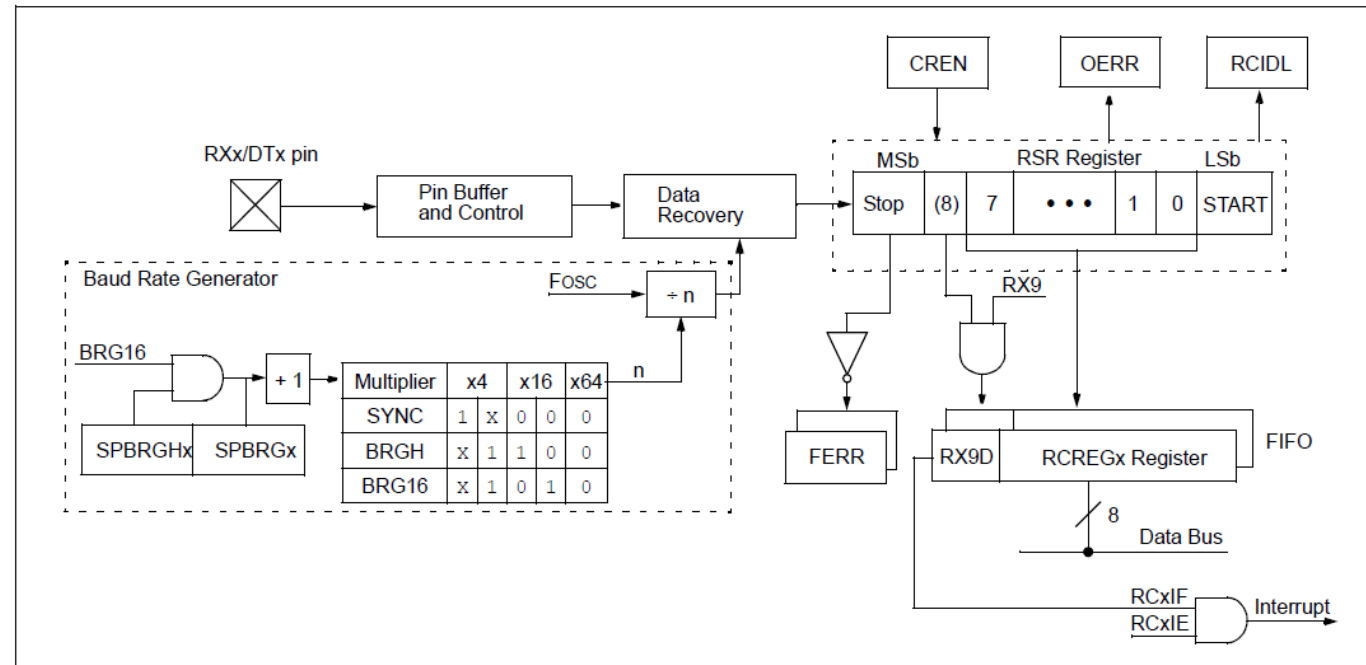 CREN
OERR
RCIDL
RXx/DTx pin
MSb
RSR Register
LSb
Pin Buffer
and Control
Data
Recovery
Stop
(8)
7
• • •
1
0
START
Baud Rate Generator
FOSC
÷ n
RX9
BRG16
+ 1
n
Multiplier x4 x16 x64
SYNC 1 X 0 0 0
BRGH X 1 1 0 0
BRG16 X 1 0 1 0
SPBRGHx
SPBRGx
FERR
RX9D
RCREGx Register
FIFO
8
Data Bus
RCxIF
RCxIE
Interrupt